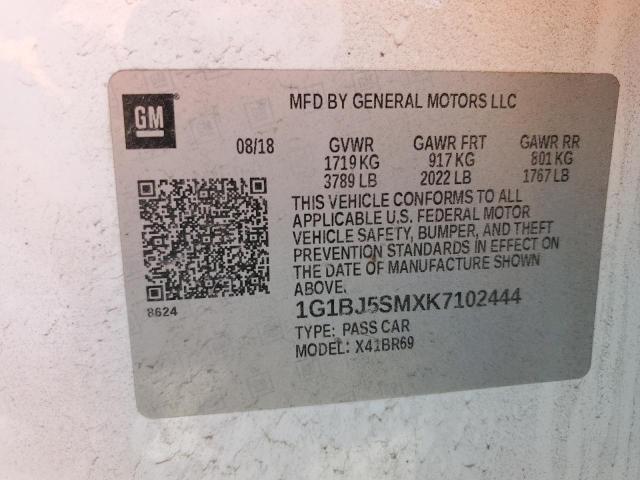 GM
MFD BY GENERAL MOTORS LLC
08/18 GVWR GAWR FRT GAWR RR
1719 KG 917 KG 801 KG
3789 LB 2022 LB 1767 LB
THIS VEHICLE CONFORMS TO ALL
APPLICABLE U.S. FEDERAL MOTOR
VEHICLE SAFETY, BUMPER, AND THEFT
PREVENTION STANDARDS IN EFFECT ON
THE DATE OF MANUFACTURE SHOWN
ABOVE.
8624
1G1BJ5SMXK7102444
TYPE: PASS CAR
MODEL: X41BR69